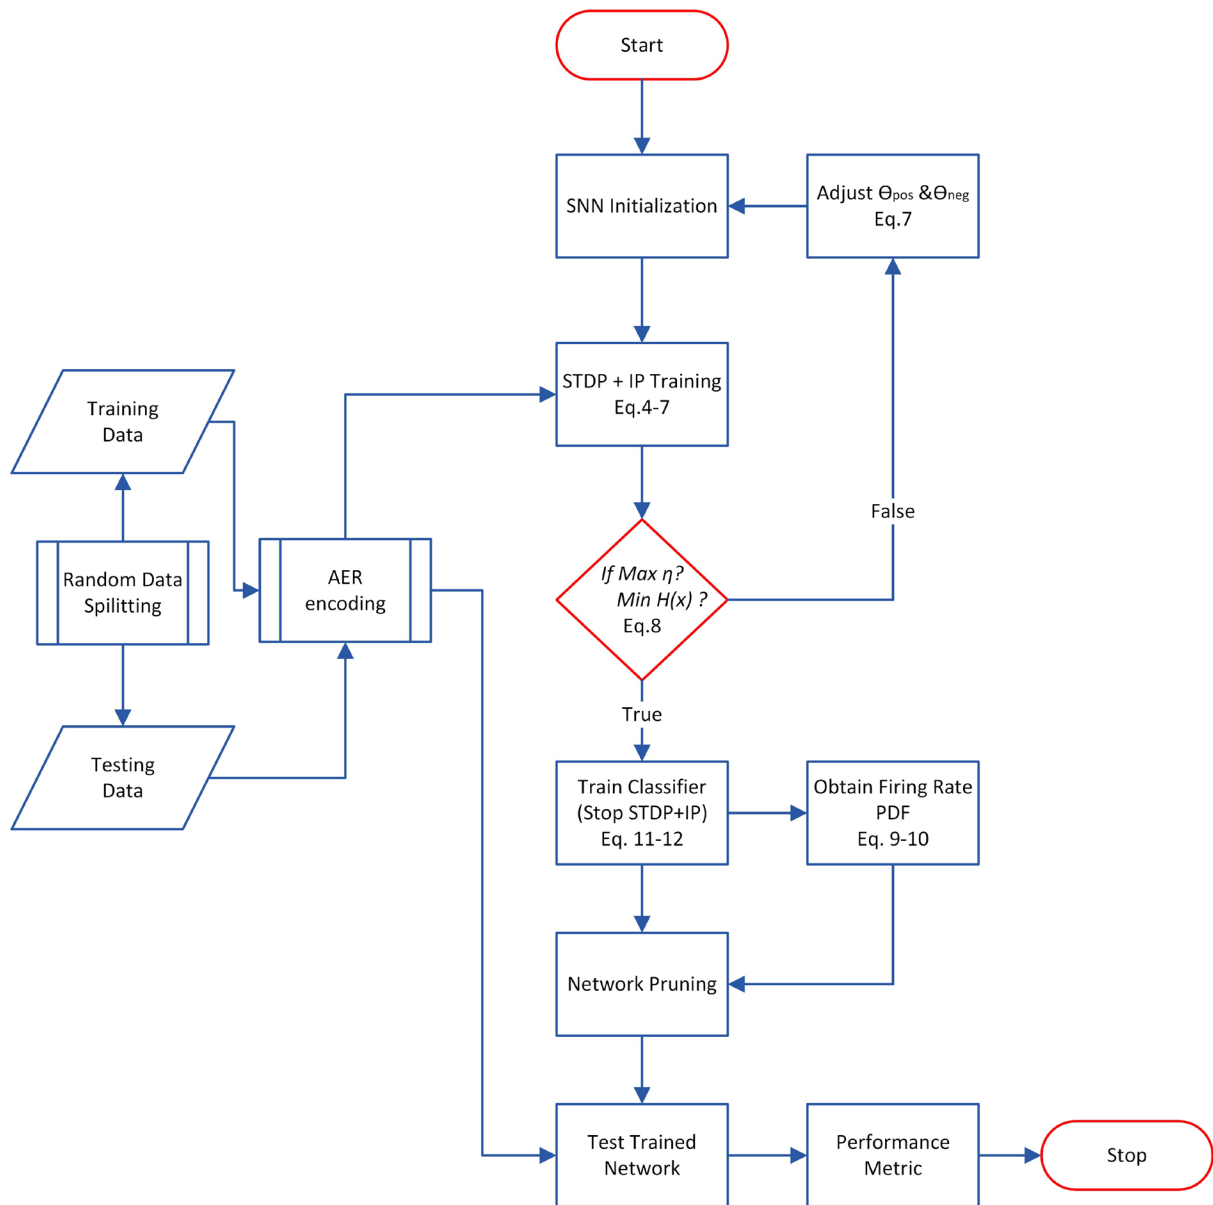 Start
SNN Initialization
Adjust ϴpos &ϴneg
Eq.7
STDP + IP Training
Eq.4-7
Training
Data
False
Random Data
Spilitting
AER
encoding
If Max η?
Min H(x) ?
Eq.8
True
Testing
Data
Train Classifier
(Stop STDP+IP)
Eq. 11-12
Obtain Firing Rate
PDF
Eq. 9-10
Network Pruning
Test Trained
Network
Performance
Metric
Stop